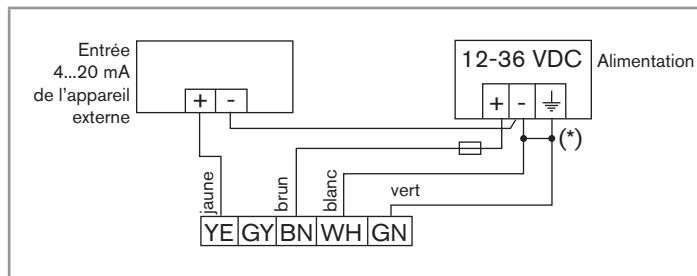 Entrée
4...20 mA
de l'appareil
externe
+ -
12-36 VDC
Alimentation
+ -
(*)
jaune
brun
blanc
vert
YE GY BN WH GN